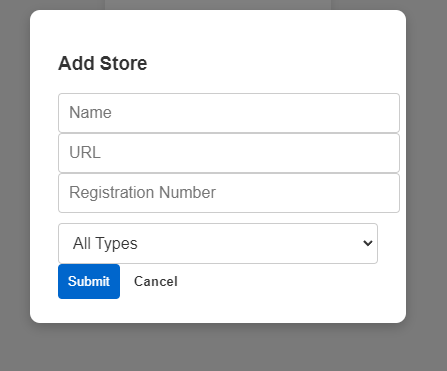 Add Store
Name
URL
Registration Number
All Types
Submit Cancel